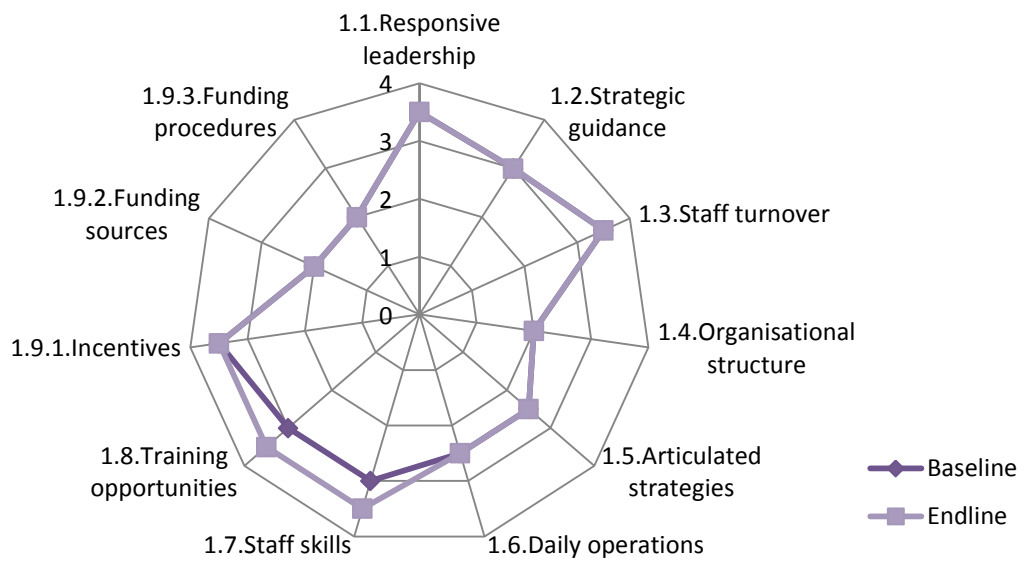 1.1.Responsive
leadership
4
3
2
1
0
1.2.Strategic
guidance
1.3.Staff turnover
1.4.Organisational
structure
1.5.Articulated
strategies
1.6.Daily operations
1.7.Staff skills
1.8.Training
opportunities
1.9.1.Incentives
1.9.2.Funding
sources
1.9.3.Funding
procedures
Baseline
Endline